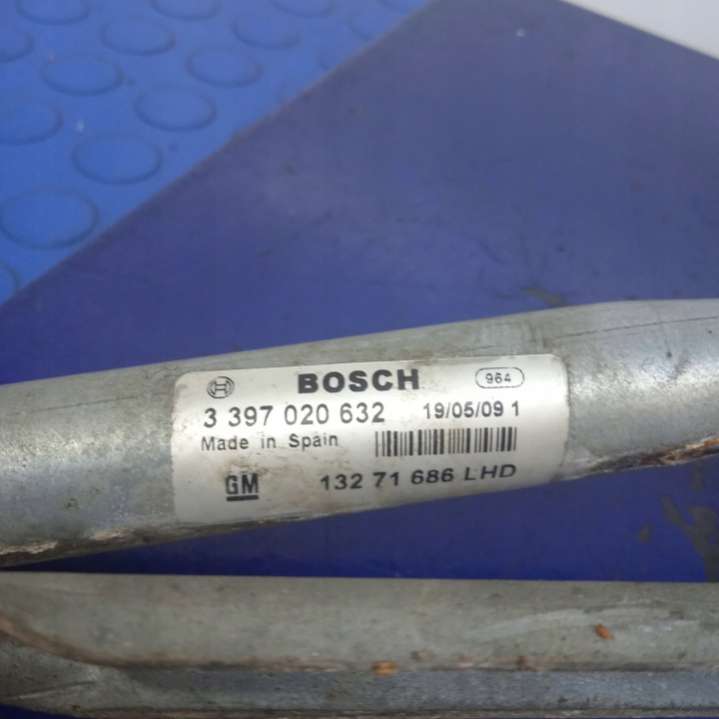 BOSCH 964
3 397 020 632 19/05/09 1
Made in Spain
GM 132 71 686 LHD